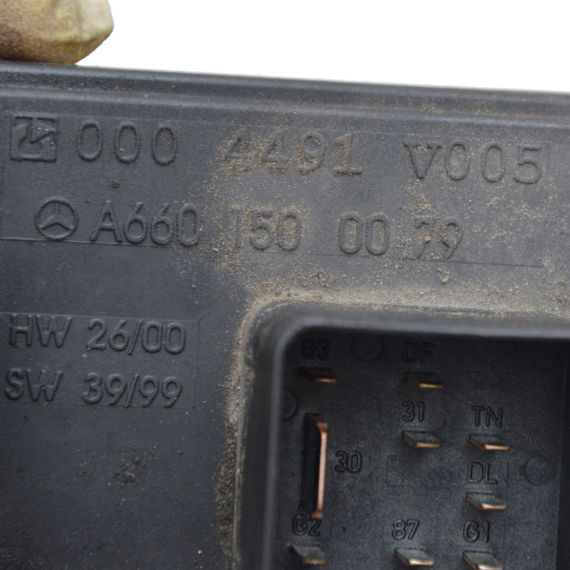 000 4491 V005
A660 150 00 79
HW 26/00
SW 39/99
G3 DF
31 TN
30 DL
G2 87 G1